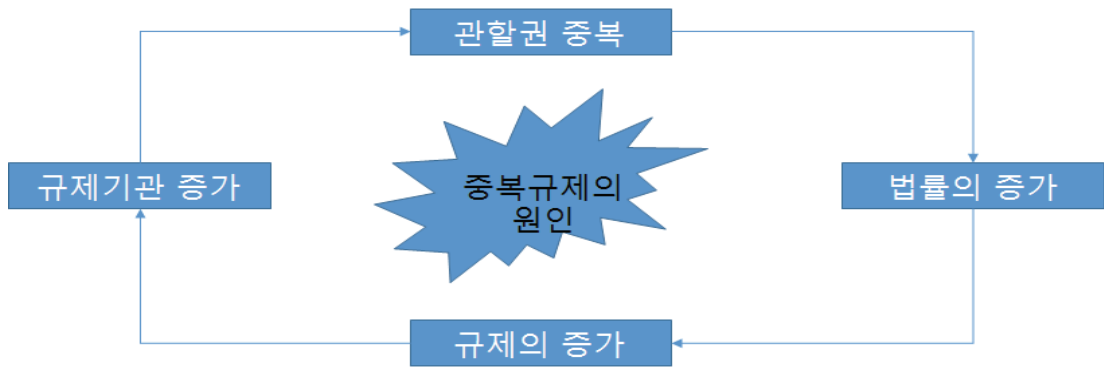 관할권 중복
규제기관 증가
중복규제의
원인
법률의 증가
규제의 증가